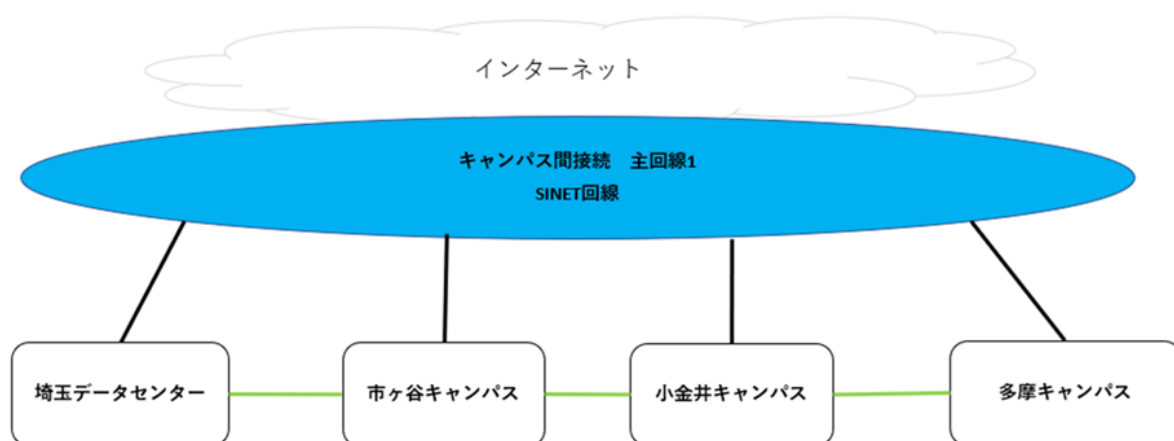 インターネット
キャンパス間接続　主回線1
SINET回線
埼玉データセンター
市ヶ谷キャンパス
小金井キャンパス
多摩キャンパス